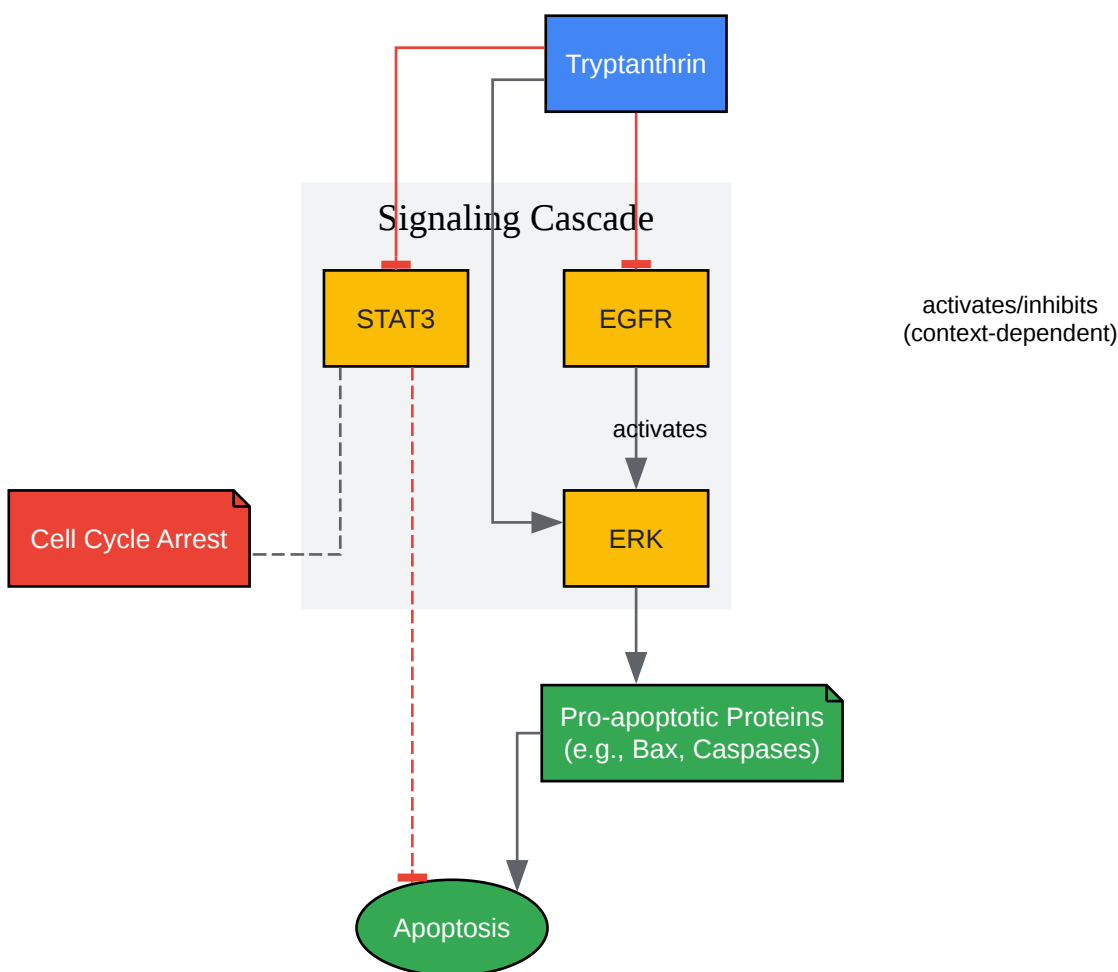 Tryptanthrin
Signaling Cascade
STAT3
EGFR
activates/inhibits
(context-dependent)
activates
Cell Cycle Arrest
ERK
Pro-apoptotic Proteins
(e.g., Bax, Caspases)
Apoptosis